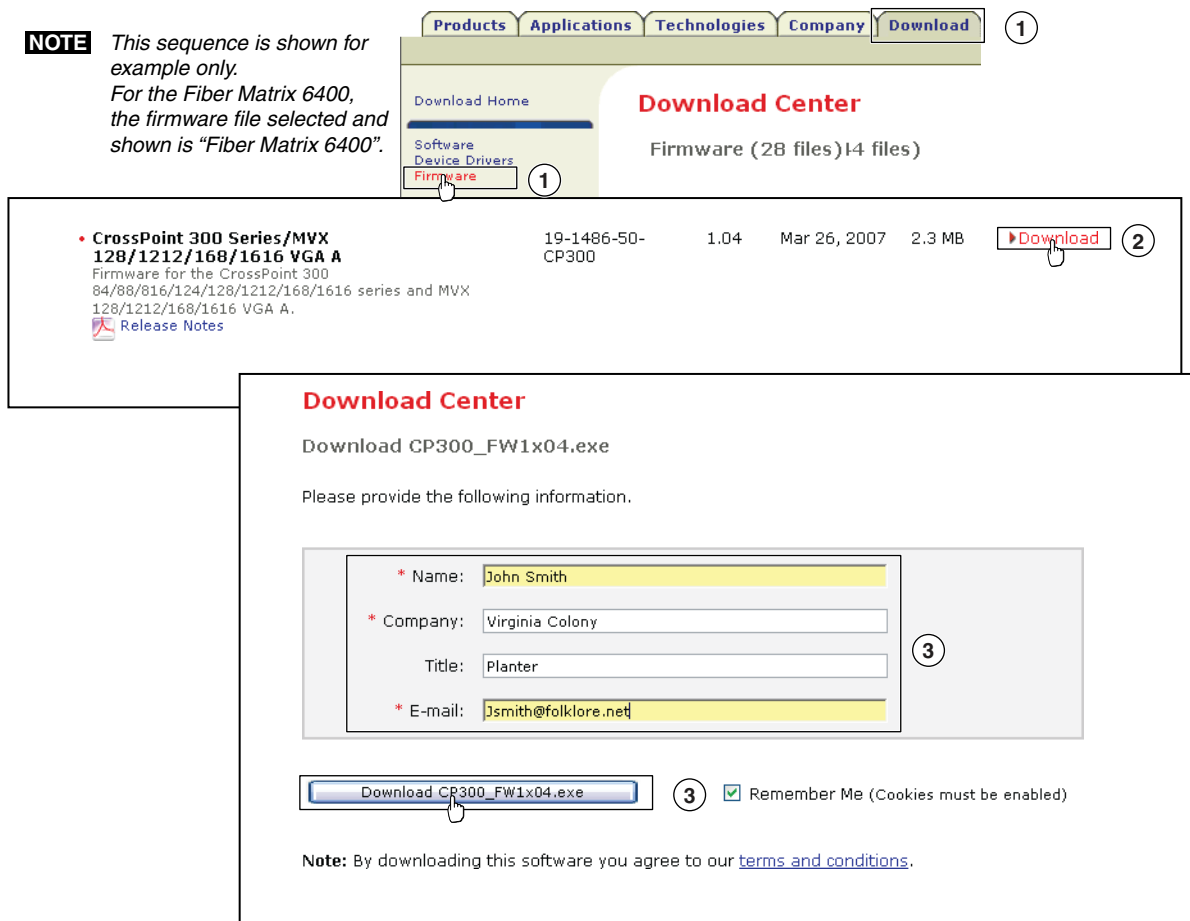 Products Applications Technologies Company Download
1
NOTE This sequence is shown for
example only.
For the Fiber Matrix 6400,
the firmware file selected and
shown is “Fiber Matrix 6400”.
Download Home
Software
Device Drivers
Firmware
1
Download Center
Firmware (28 files)
4 files)
• CrossPoint 300 Series/MVX
128/1212/168/1616 VGA A
Firmware for the CrossPoint 300
84/88/816/124/128/1212/168/1616 series and MVX
128/1212/168/1616 VGA A.
Release Notes
19-1486-50-
CP300
1.04
Mar 26, 2007
2.3 MB
Download
2
Download Center
Download CP300_FW1x04.exe
Please provide the following information.
* Name: John Smith
* Company: Virginia Colony
Title: Planter
* E-mail: Jsmith@folklore.net
3
Download CP300_FW1x04.exe
3
Remember Me (Cookies must be enabled)
Note: By downloading this software you agree to our terms and conditions.